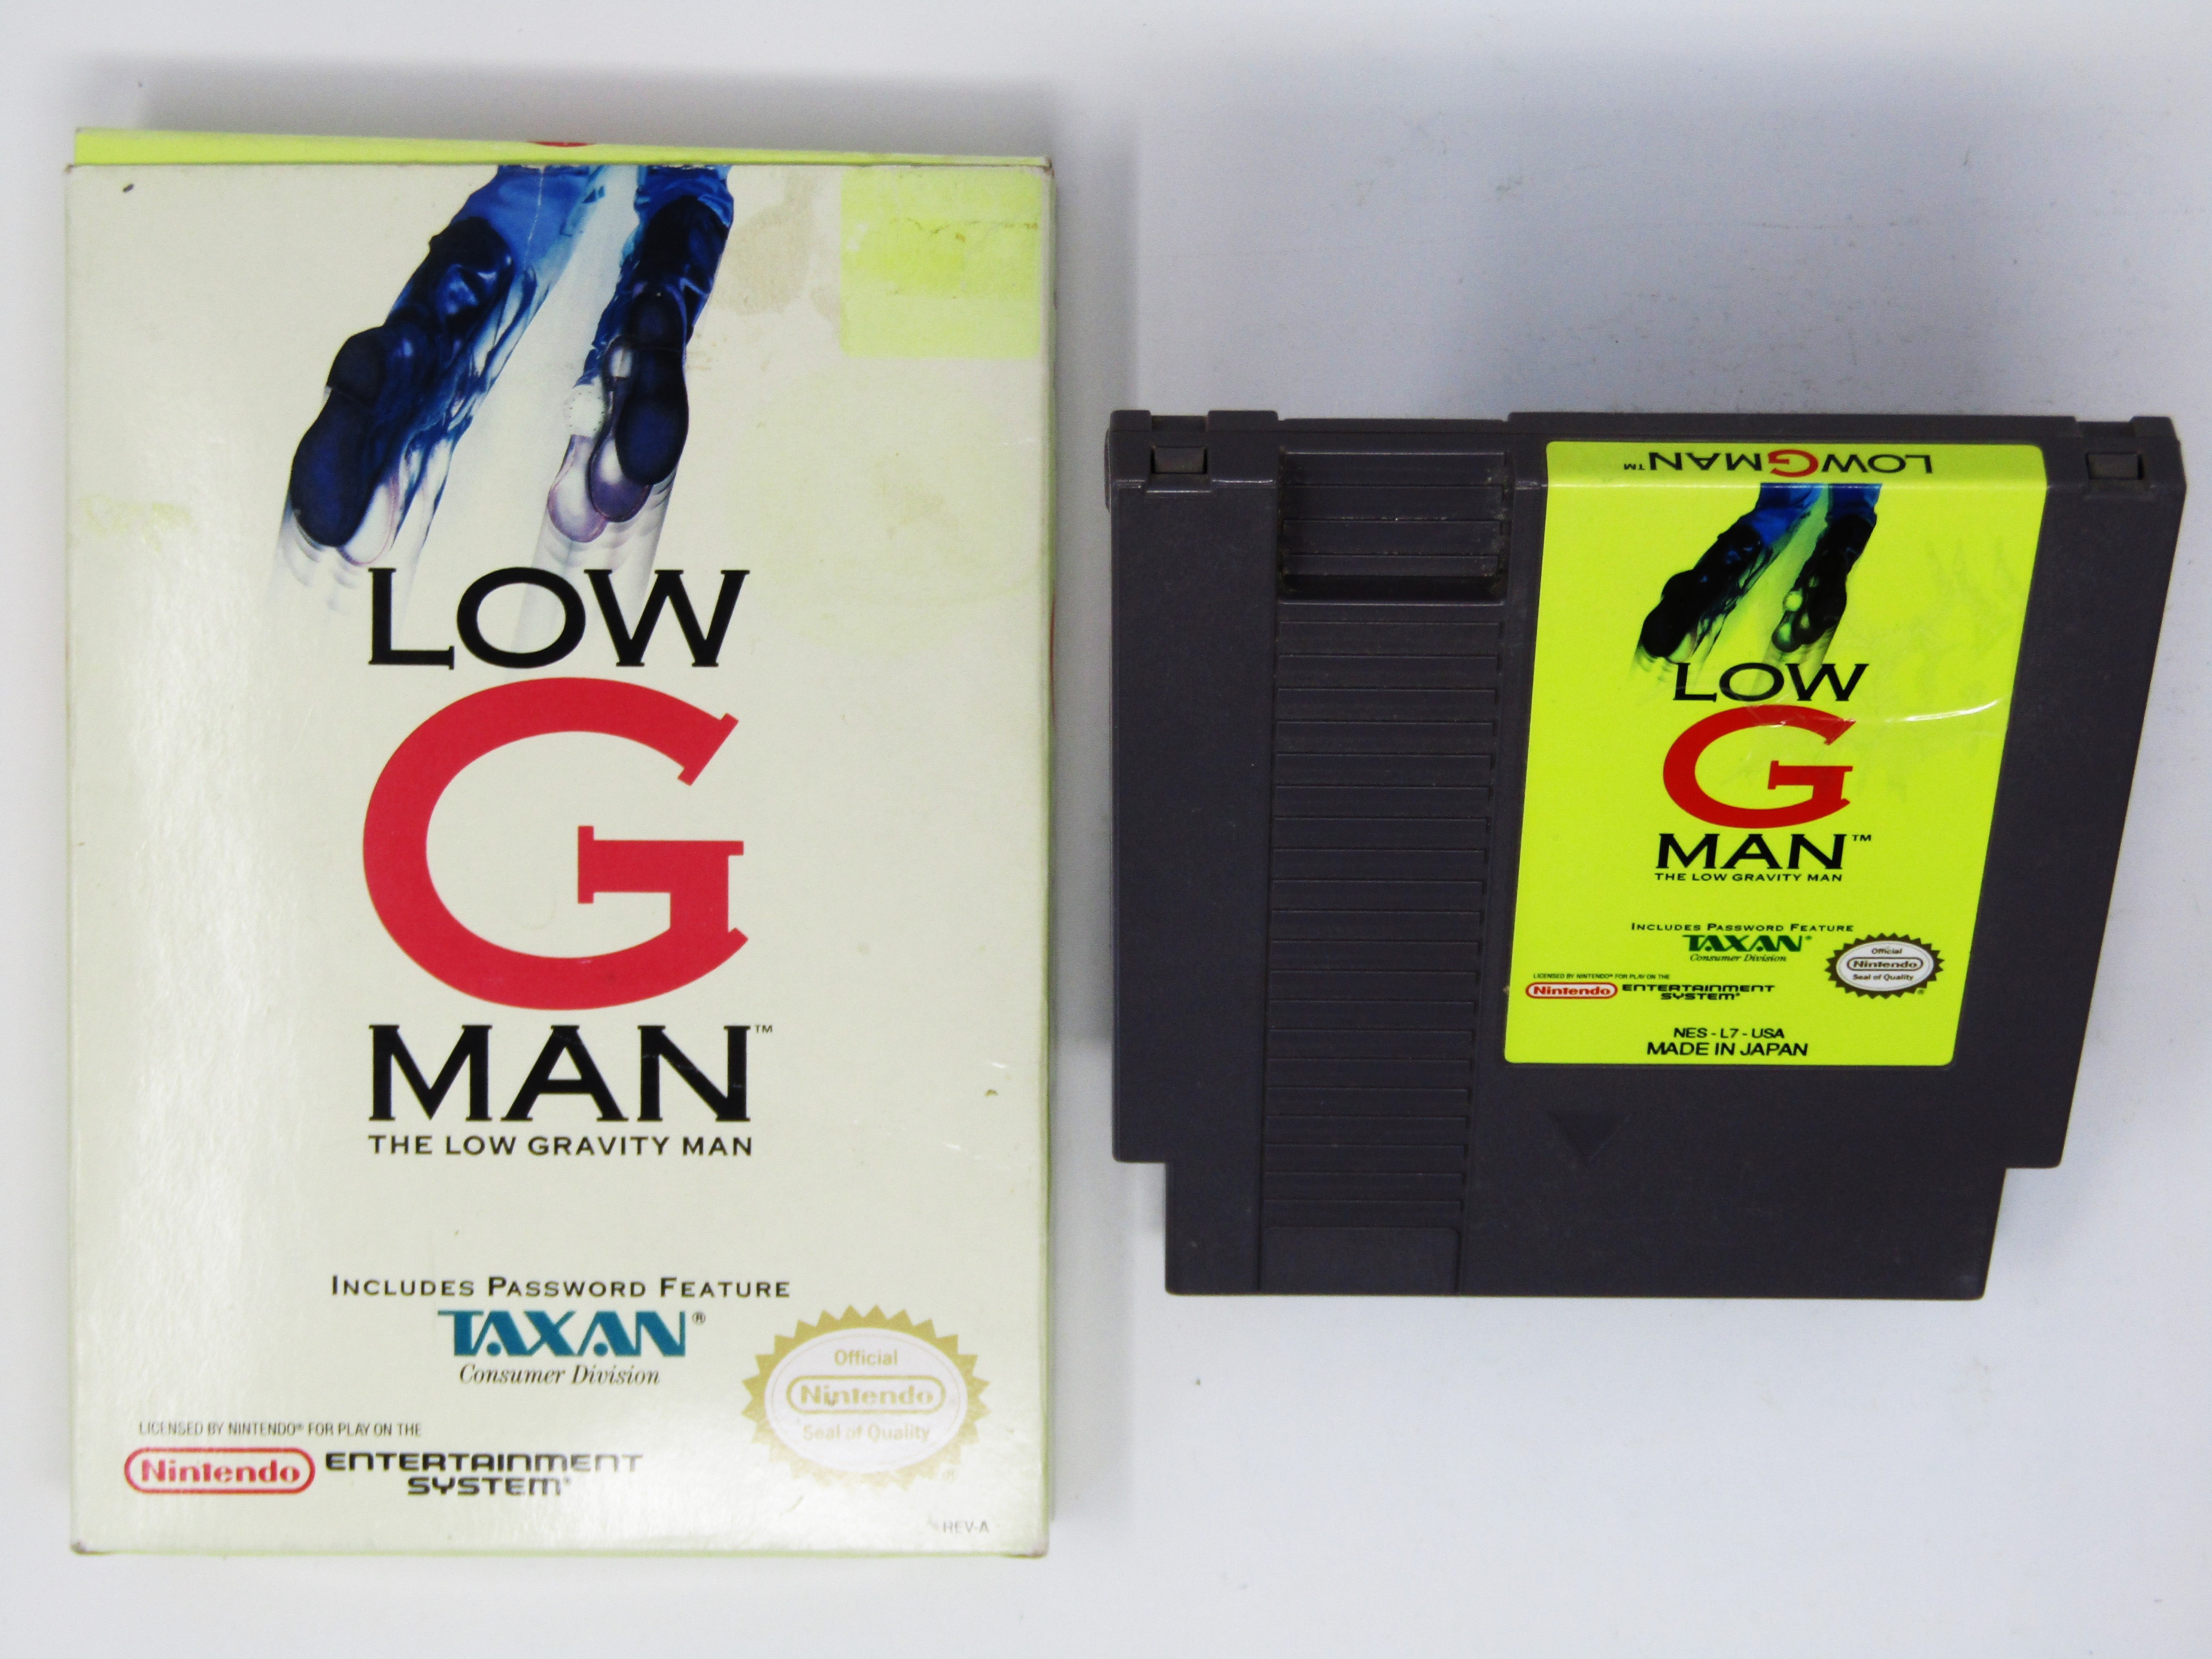 LOW
G
MAN™
THE LOW GRAVITY MAN
INCLUDES PASSWORD FEATURE
TAXAN®
Consumer Division
Official
Nintendo
Seal of Quality
LICENSED BY NINTENDO® FOR PLAY ON THE
Nintendo ENTERTAINMENT
SYSTEM®
REV-A
LOWGMAN™
LOW
G
MAN™
THE LOW GRAVITY MAN
INCLUDES PASSWORD FEATURE
TAXAN®
Consumer Division
Official
Nintendo
Seal of Quality
®
LICENSED BY NINTENDO® FOR PLAY ON THE
Nintendo ENTERTAINMENT
SYSTEM®
NES - L7 - USA
MADE IN JAPAN